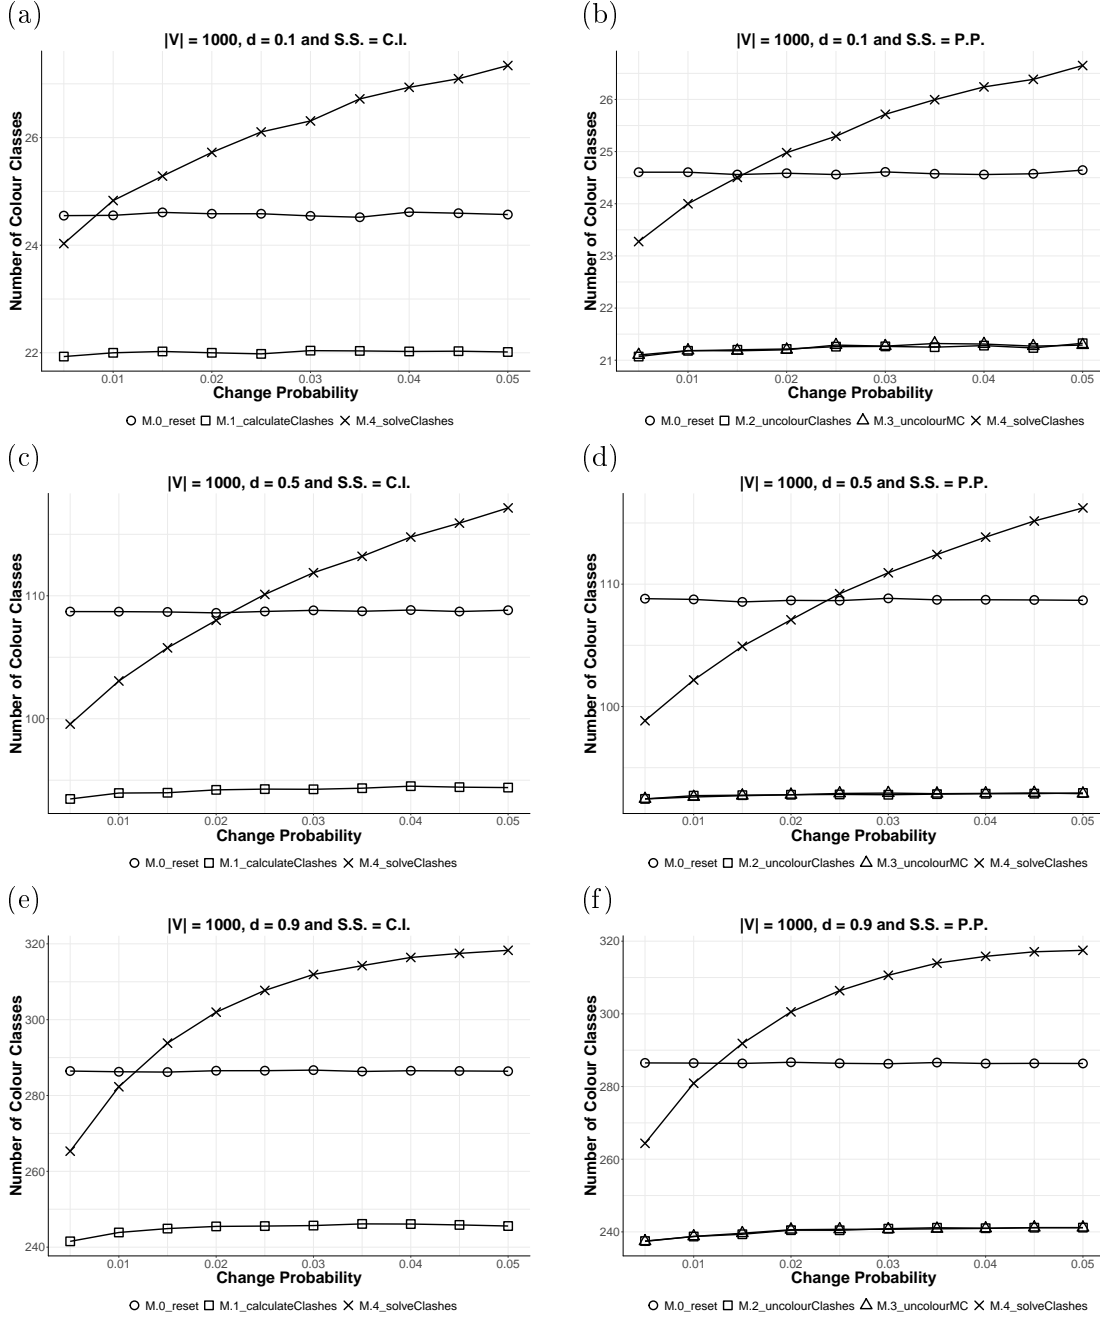 (a)
|V| = 1000, d = 0.1 and S.S. = C.I.
Number of Colour Classes
26
24
22
0.01 0.02 0.03 0.04 0.05
Change Probability
M.0_reset M.1_calculateClashes M.4_solveClashes
(b)
|V| = 1000, d = 0.1 and S.S. = P.P.
Number of Colour Classes
26
25
24
23
22
21
0.01 0.02 0.03 0.04 0.05
Change Probability
M.0_reset M.2_uncolourClashes M.3_uncolourMC M.4_solveClashes
(c)
|V| = 1000, d = 0.5 and S.S. = C.I.
Number of Colour Classes
110
100
0.01 0.02 0.03 0.04 0.05
Change Probability
M.0_reset M.1_calculateClashes M.4_solveClashes
(d)
|V| = 1000, d = 0.5 and S.S. = P.P.
Number of Colour Classes
110
100
0.01 0.02 0.03 0.04 0.05
Change Probability
M.0_reset M.2_uncolourClashes M.3_uncolourMC M.4_solveClashes
(e)
|V| = 1000, d = 0.9 and S.S. = C.I.
Number of Colour Classes
320
300
280
260
240
0.01 0.02 0.03 0.04 0.05
Change Probability
M.0_reset M.1_calculateClashes M.4_solveClashes
(f)
|V| = 1000, d = 0.9 and S.S. = P.P.
Number of Colour Classes
320
300
280
260
240
0.01 0.02 0.03 0.04 0.05
Change Probability
M.0_reset M.2_uncolourClashes M.3_uncolourMC M.4_solveClashes